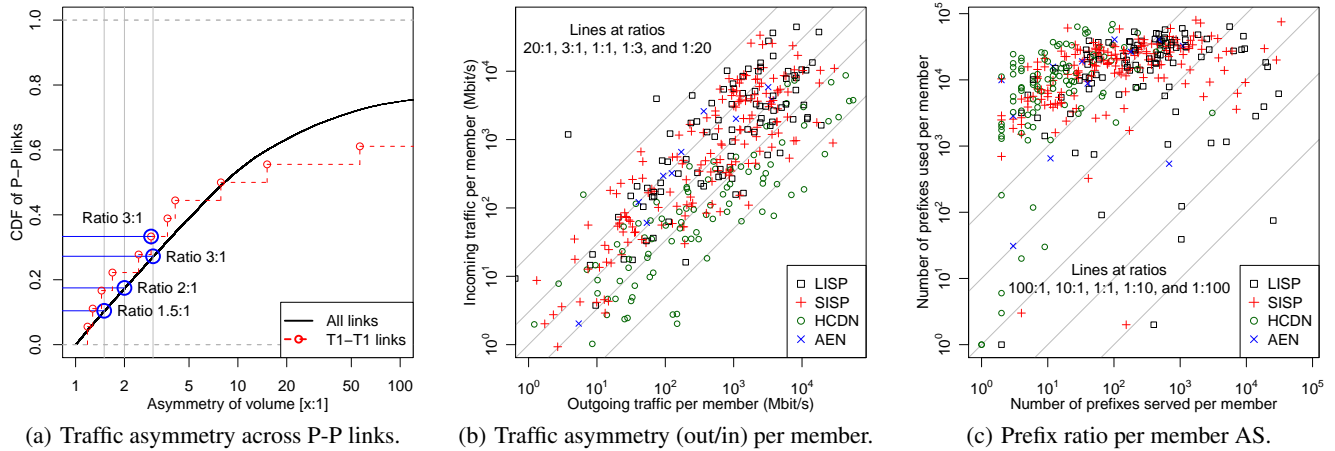 CDF of P−P links
0.0 0.2 0.4 0.6 0.8 1.0
Ratio 3:1
Ratio 3:1
Ratio 2:1
Ratio 1.5:1
All links
T1−T1 links
1 2 5 10 20 50 100
Asymmetry of volume [x:1]
(a) Traffic asymmetry across P-P links.
Incoming traffic per member (Mbit/s)
10^0 10^1 10^2 10^3 10^4
Lines at ratios
20:1, 3:1, 1:1, 1:3, and 1:20
LISP
SISP
HCDN
AEN
10^0 10^1 10^2 10^3 10^4
Outgoing traffic per member (Mbit/s)
(b) Traffic asymmetry (out/in) per member.
Number of prefixes used per member
10^0 10^1 10^2 10^3 10^4 10^5
Lines at ratios
100:1, 10:1, 1:1, 1:10, and 1:100
LISP
SISP
HCDN
AEN
10^0 10^1 10^2 10^3 10^4 10^5
Number of prefixes served per member
(c) Prefix ratio per member AS.